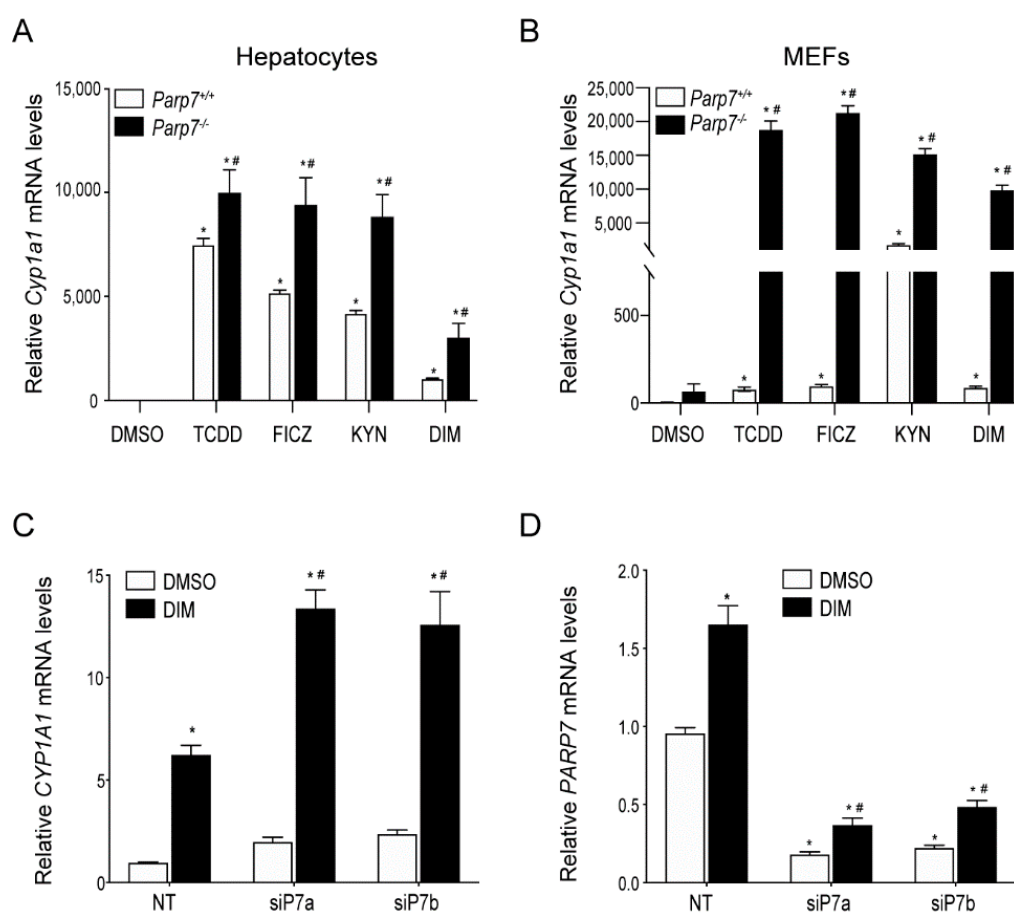 A
Hepatocytes
Relative Cyp1a1 mRNA levels
15,000
10,000
5,000
0
Parp7+/+
Parp7-/-
*
* #
*
* #
*
* #
*
* #
DMSO TCDD FICZ KYN DIM
B
MEFs
Relative Cyp1a1 mRNA levels
25,000
20,000
15,000
10,000
5,000
500
0
Parp7+/+
Parp7-/-
*
* #
*
* #
*
* #
*
* #
DMSO TCDD FICZ KYN DIM
C
Relative CYP1A1 mRNA levels
15
10
5
0
DMSO
DIM
*
* #
* #
NT siP7a siP7b
D
Relative PARP7 mRNA levels
2.0
1.5
1.0
0.5
0.0
DMSO
DIM
*
*
* #
*
* #
NT siP7a siP7b